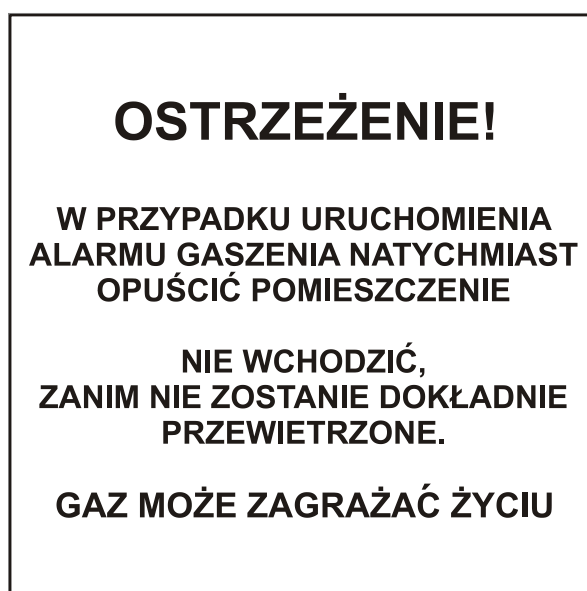 OSTRZEŻENIE!
W PRZYPADKU URUCHOMIENIA
ALARMU GASZENIA NATYCHMIAST
OPUŚCIĆ POMIESZCZENIE
NIE WCHODZIĆ,
ZANIM NIE ZOSTANIE DOKŁADNIE
PRZEWIETRZONE.
GAZ MOŻE ZAGRAŻAĆ ŻYCIU